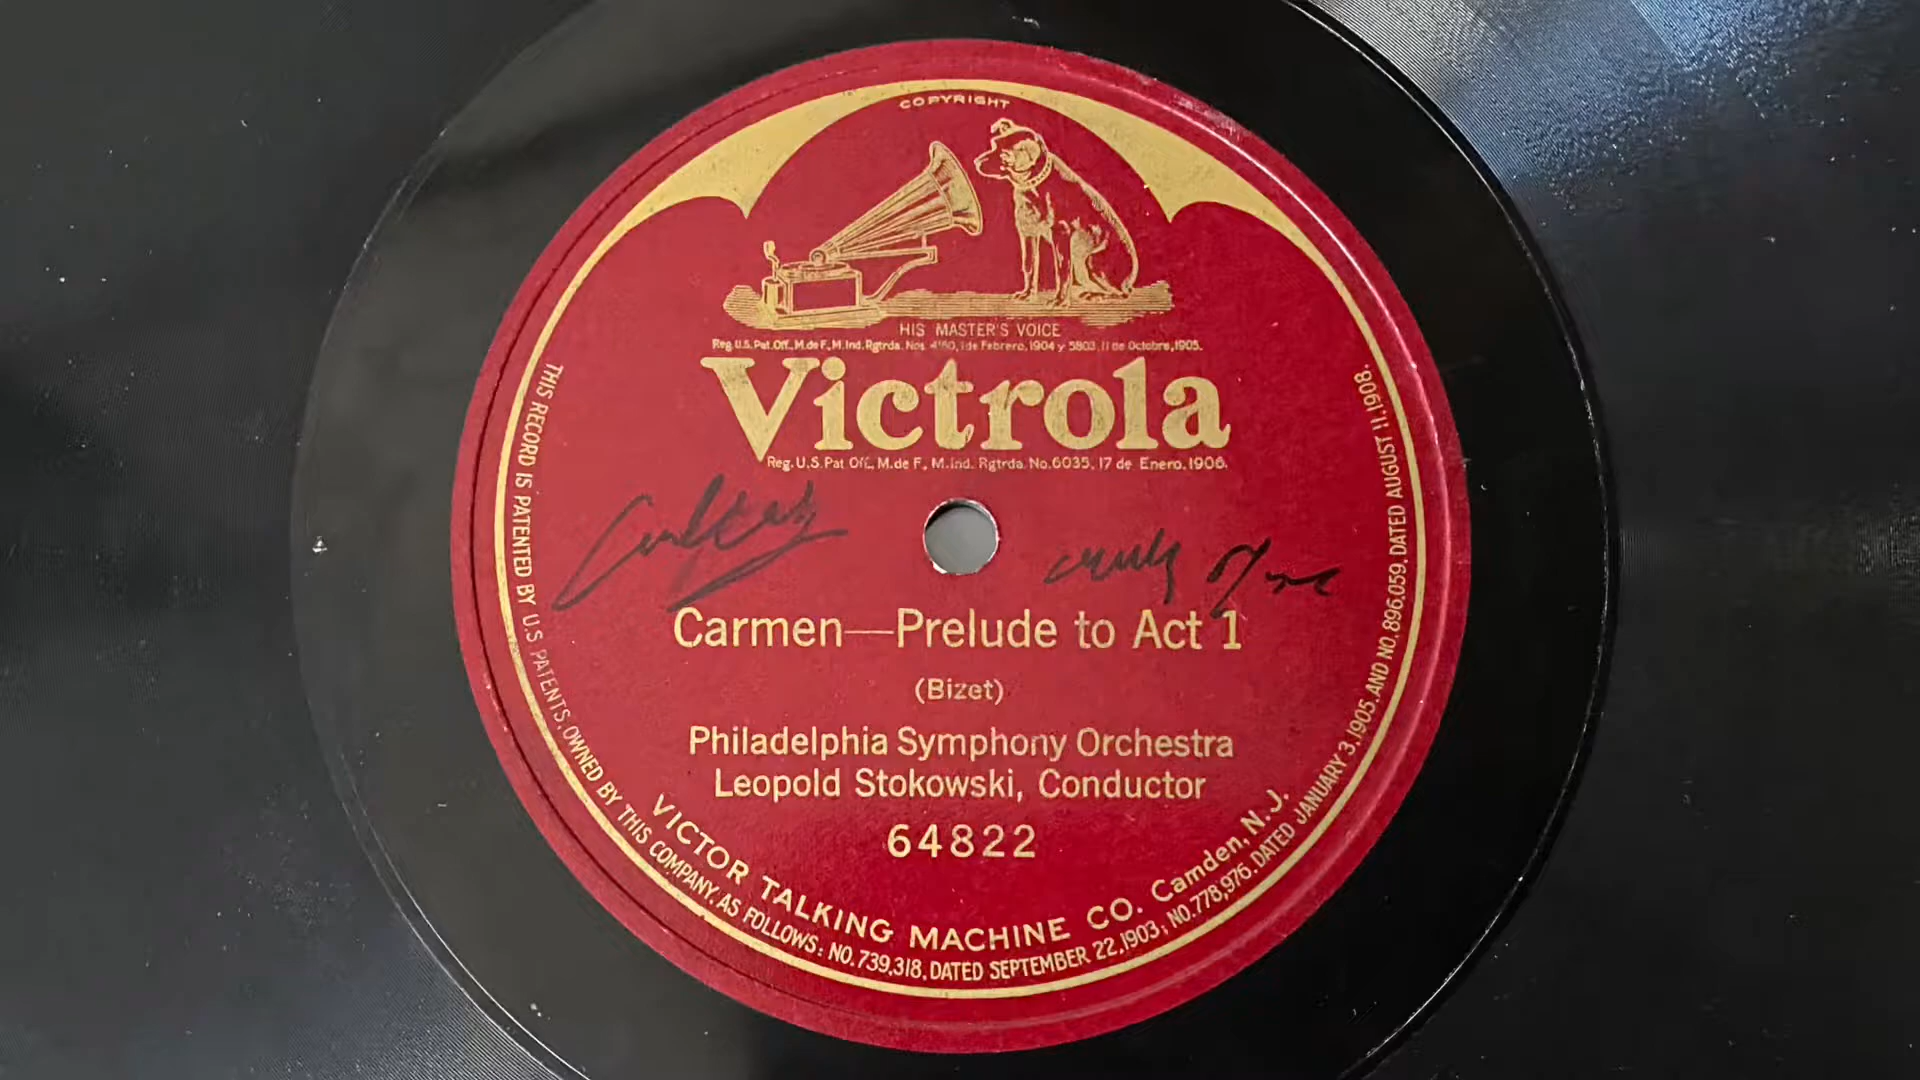 COPYRIGHT
HIS MASTER'S VOICE
Reg.U.S.Pat.Off., M.de F., M.Ind.Rgtrda. Nos. 4180, 1 de Febrero, 1904 y 5803, 11 de Octobre, 1905.
Victrola
Reg. U.S. Pat Off., M.de F., M.Ind. Rgtrda. No. 6035, 17 de Enero, 1906.
Carmen—Prelude to Act 1
(Bizet)
Philadelphia Symphony Orchestra
Leopold Stokowski, Conductor
64822
VICTOR TALKING MACHINE CO. Camden, N. J.
THIS RECORD IS PATENTED BY U.S. PATENTS, OWNED BY THIS COMPANY, AS FOLLOWS: NO. 739,318, DATED SEPTEMBER 22, 1903; NO. 778,976, DATED JANUARY 3, 1905, AND NO. 896,059, DATED AUGUST 11, 1908.